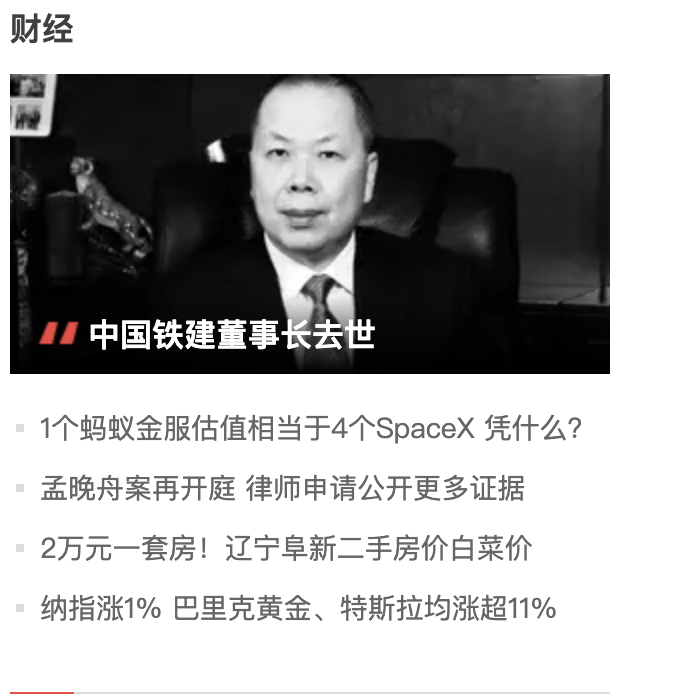 财经
中国铁建董事长去世
1个蚂蚁金服估值相当于4个SpaceX 凭什么?
孟晚舟案再开庭 律师申请公开更多证据
2万元一套房！辽宁阜新二手房价白菜价
纳指涨1% 巴里克黄金、特斯拉均涨超11%